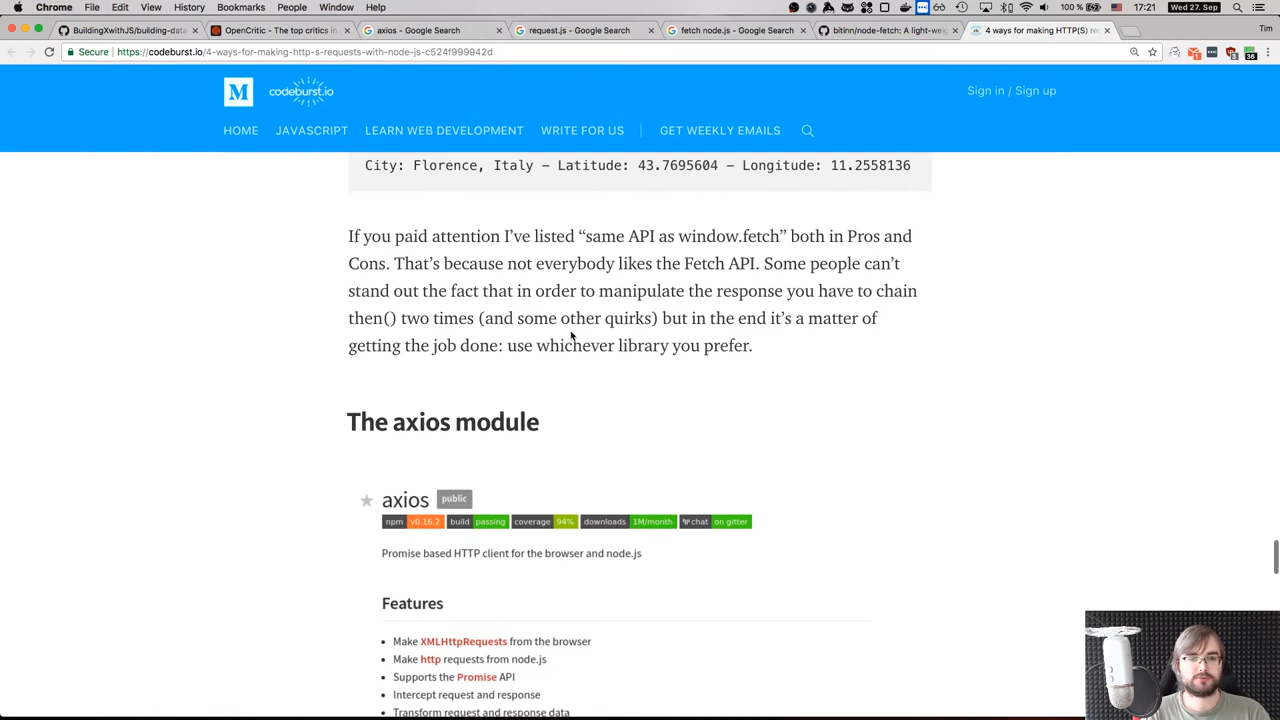 Chrome File Edit View History Bookmarks People Window Help 100 % 17:21 Wed 27. Sep
BuildingXwithJS/building-data OpenCritic - The top critics in axios - Google Search request.js - Google Search fetch node.js - Google Search bitinn/node-fetch: A light-weig 4 ways for making HTTP(S) re Tim
Secure https://codeburst.io/4-ways-for-making-http-s-requests-with-node-js-c524f999942d 36
M codeburst.io Sign in / Sign up
HOME JAVASCRIPT LEARN WEB DEVELOPMENT WRITE FOR US GET WEEKLY EMAILS
City: Florence, Italy – Latitude: 43.7695604 – Longitude: 11.2558136
If you paid attention I’ve listed “same API as window.fetch” both in Pros and
Cons. That’s because not everybody likes the Fetch API. Some people can’t
stand out the fact that in order to manipulate the response you have to chain
then() two times (and some other quirks) but in the end it’s a matter of
getting the job done: use whichever library you prefer.
The axios module
axios public
npm v0.16.2 build passing coverage 94% downloads 1M/month chat on gitter
Promise based HTTP client for the browser and node.js
Features
Make XMLHttpRequests from the browser
Make http requests from node.js
Supports the Promise API
Intercept request and response
Transform request and response data